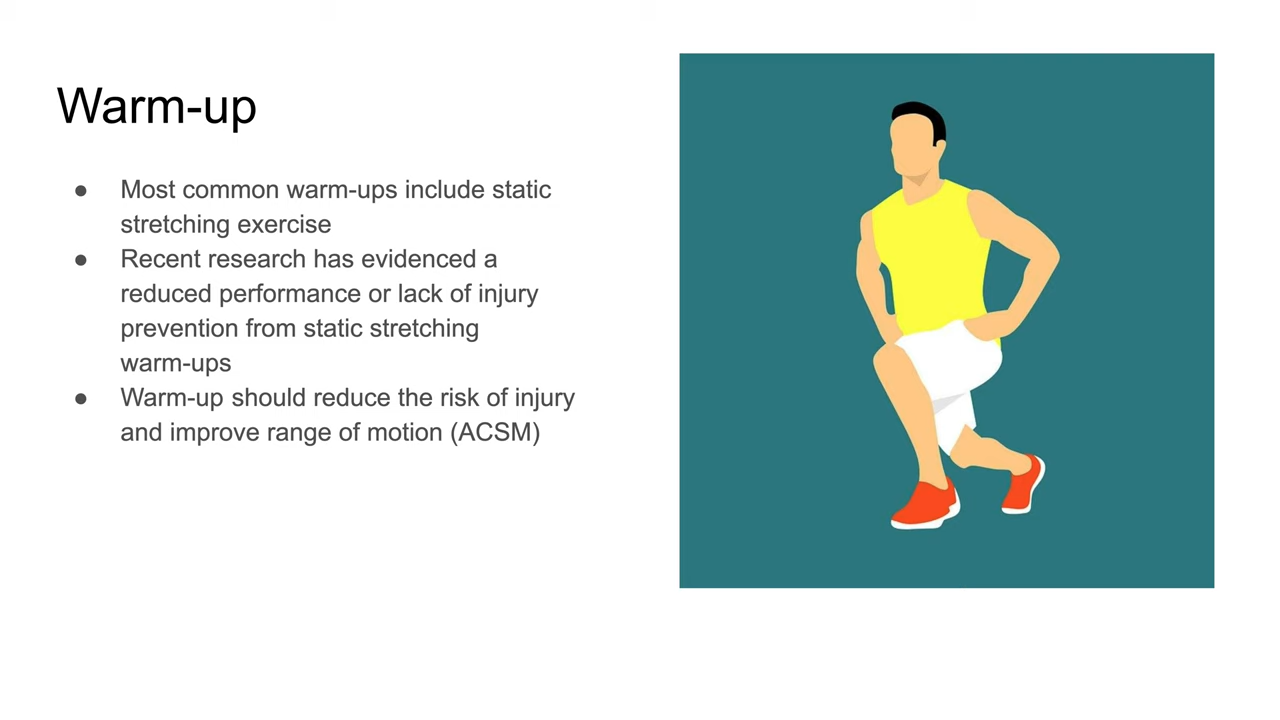 Warm-up
● Most common warm-ups include static
stretching exercise
● Recent research has evidenced a
reduced performance or lack of injury
prevention from static stretching
warm-ups
● Warm-up should reduce the risk of injury
and improve range of motion (ACSM)